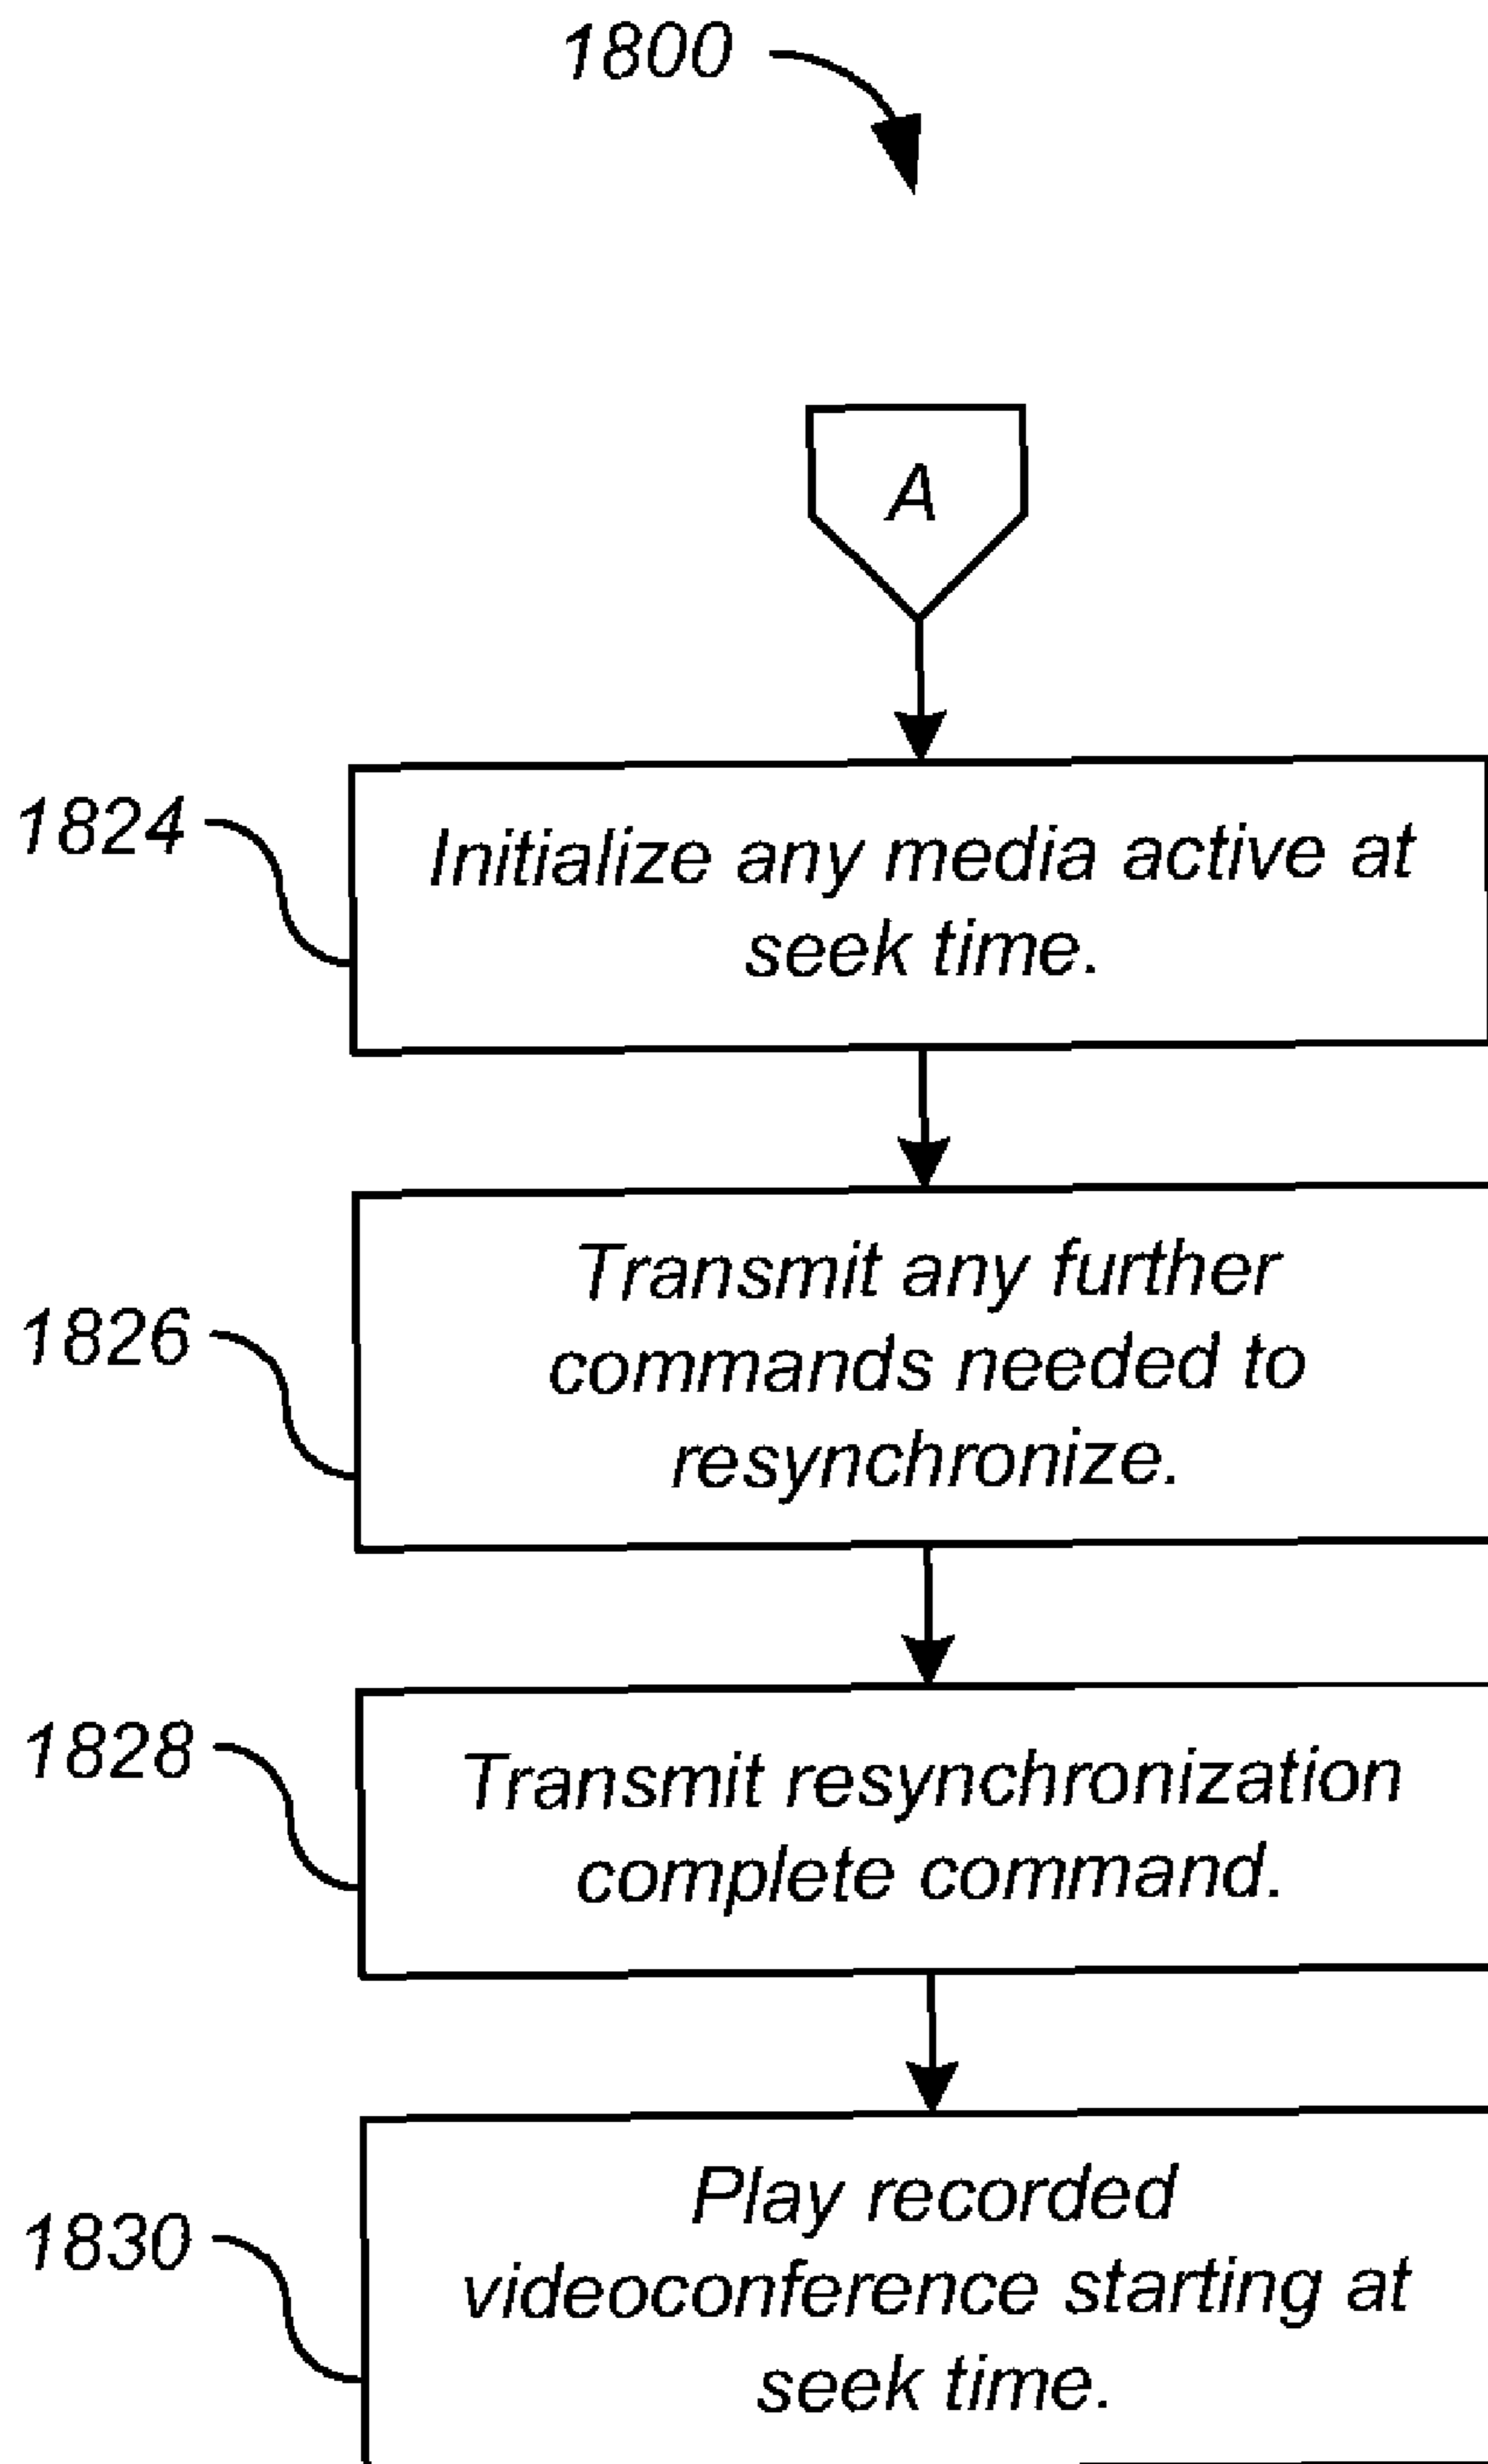 1800
A
1824
Initialize any media active at
seek time.
1826
Transmit any further
commands needed to
resynchronize.
1828
Transmit resynchronization
complete command.
1830
Play recorded
videoconference starting at
seek time.